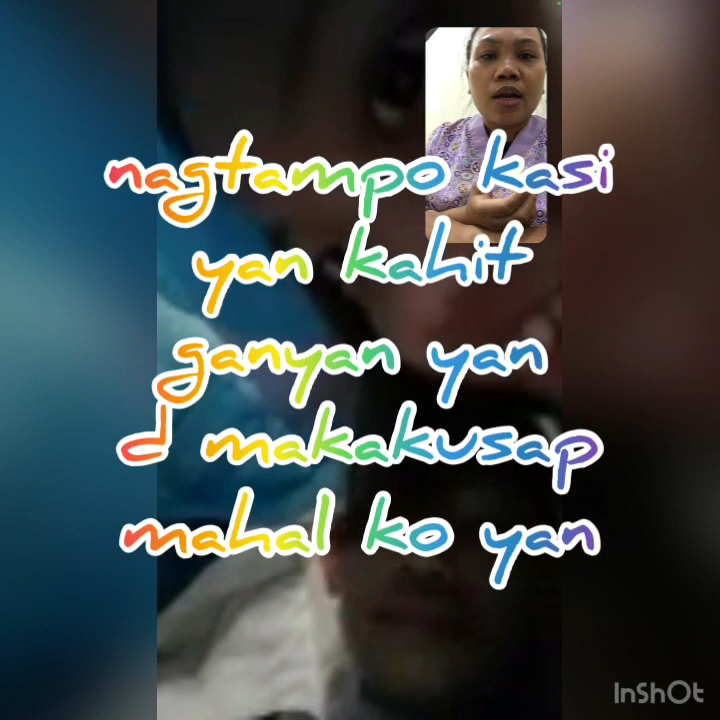 nagtampo kasi
yan kahit
ganyan yan
d makakusap
mahal ko yan
InShOt